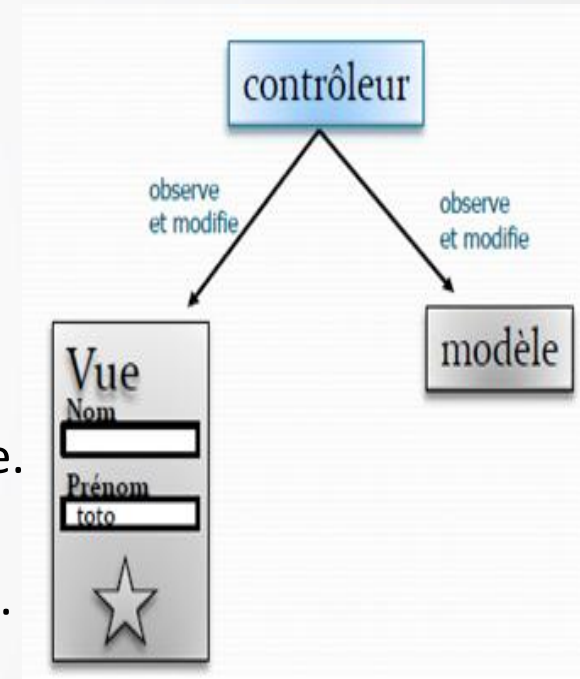 contrôleur
observe
et modifie
observe
et modifie
modèle
Vue
Nom
e.
Prénom
toto
.